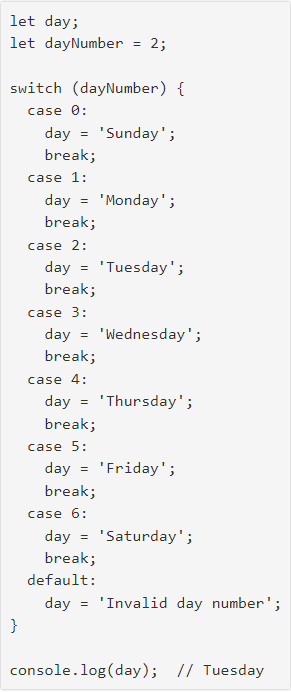 let day;
let dayNumber = 2;

switch (dayNumber) {
  case 0:
    day = 'Sunday';
    break;
  case 1:
    day = 'Monday';
    break;
  case 2:
    day = 'Tuesday';
    break;
  case 3:
    day = 'Wednesday';
    break;
  case 4:
    day = 'Thursday';
    break;
  case 5:
    day = 'Friday';
    break;
  case 6:
    day = 'Saturday';
    break;
  default:
    day = 'Invalid day number';
}

console.log(day);  // Tuesday